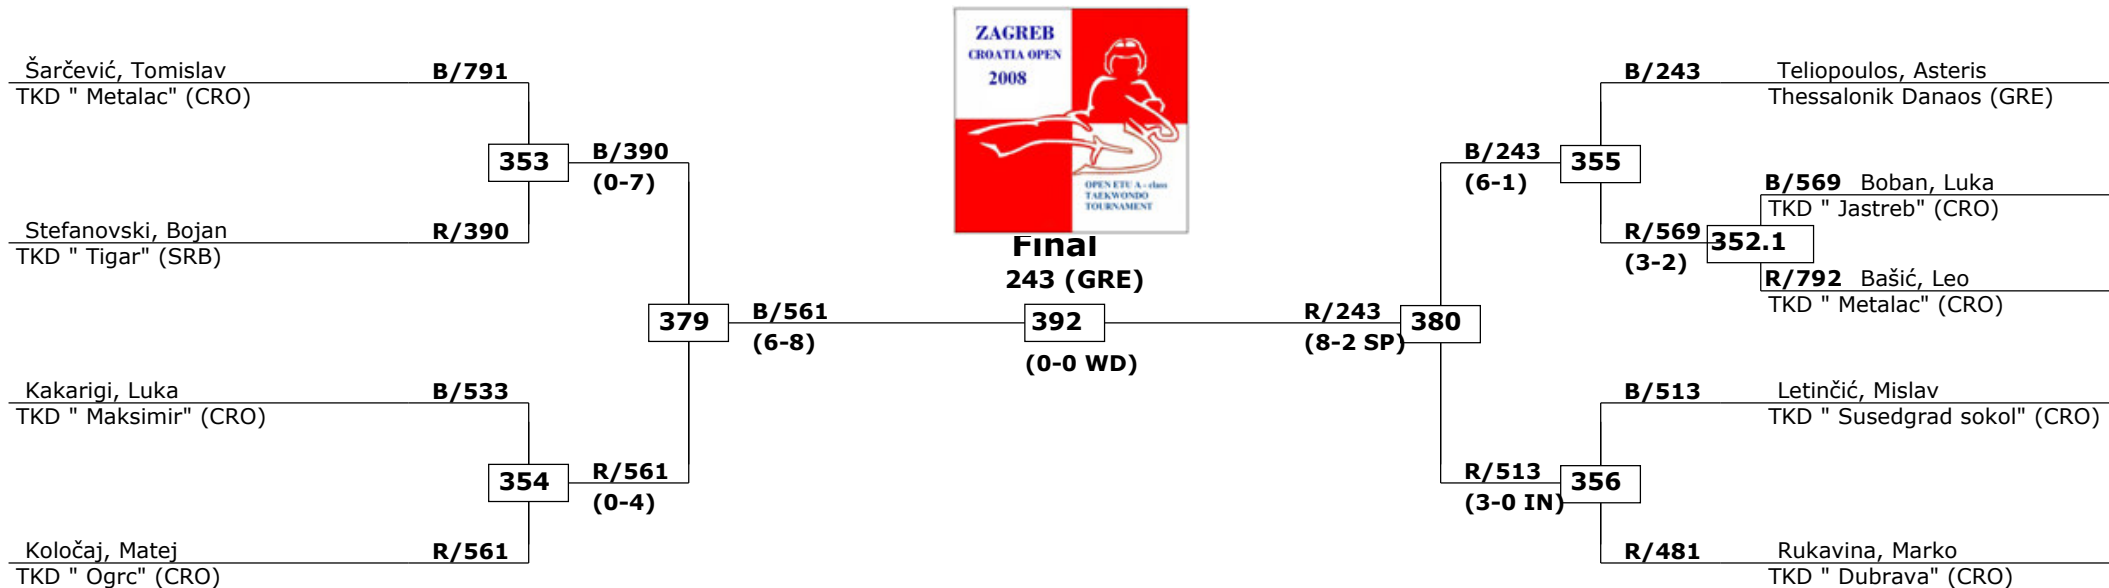 ZAGREB
CROATIA OPEN
2008
OPEN ETU A - class
TAEKWONDO
TOURNAMENT
Final
243 (GRE)
392
(0-0 WD)
Šarčević, Tomislav B/791
TKD " Metalac" (CRO)
353
B/390
(0-7)
Stefanovski, Bojan R/390
TKD " Tigar" (SRB)
379
B/561
(6-8)
Kakarigi, Luka B/533
TKD " Maksimir" (CRO)
354
R/561
(0-4)
Koločaj, Matej R/561
TKD " Ogrc" (CRO)
B/243 Teliopoulos, Asteris
Thessalonik Danaos (GRE)
B/243
(6-1)
355
B/569 Boban, Luka
TKD " Jastreb" (CRO)
R/569
(3-2)
352.1
R/792 Bašić, Leo
TKD " Metalac" (CRO)
R/243
(8-2 SP)
380
B/513 Letinčić, Mislav
TKD " Susedgrad sokol" (CRO)
R/513
(3-0 IN)
356
R/481 Rukavina, Marko
TKD " Dubrava" (CRO)